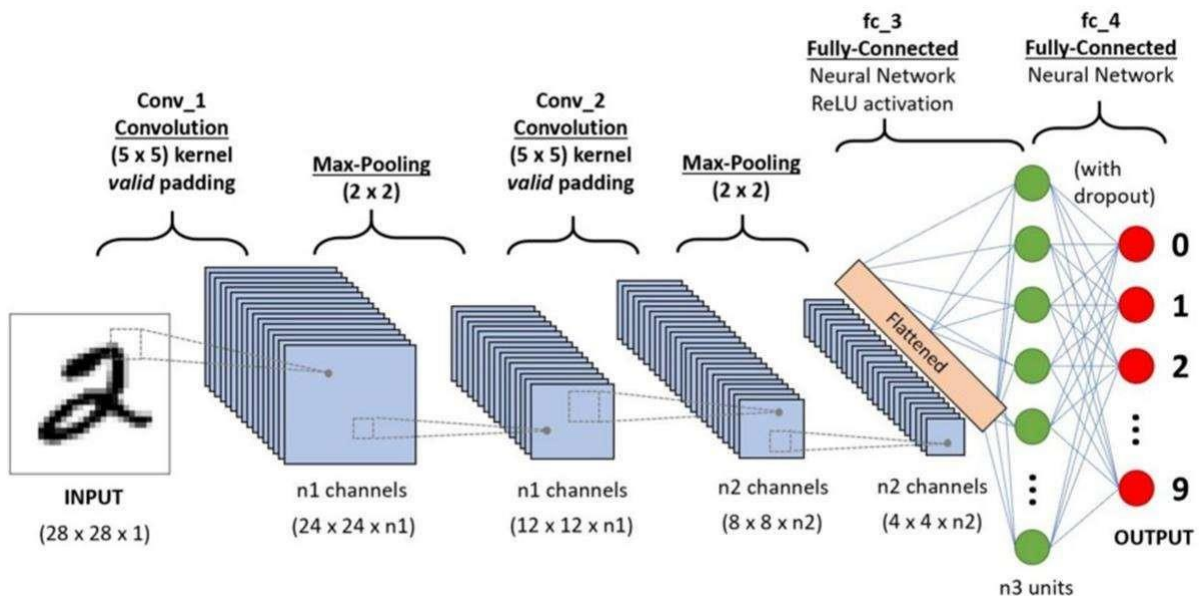 Conv_1
Convolution
(5 x 5) kernel
valid padding
Max-Pooling
(2 x 2)
Conv_2
Convolution
(5 x 5) kernel
valid padding
Max-Pooling
(2 x 2)
fc_3
Fully-Connected
Neural Network
ReLU activation
fc_4
Fully-Connected
Neural Network
(with
dropout)
Flattened
0
1
2
9
OUTPUT
2
INPUT
(28 x 28 x 1)
n1 channels
(24 x 24 x n1)
n1 channels
(12 x 12 x n1)
n2 channels
(8 x 8 x n2)
n2 channels
(4 x 4 x n2)
n3 units